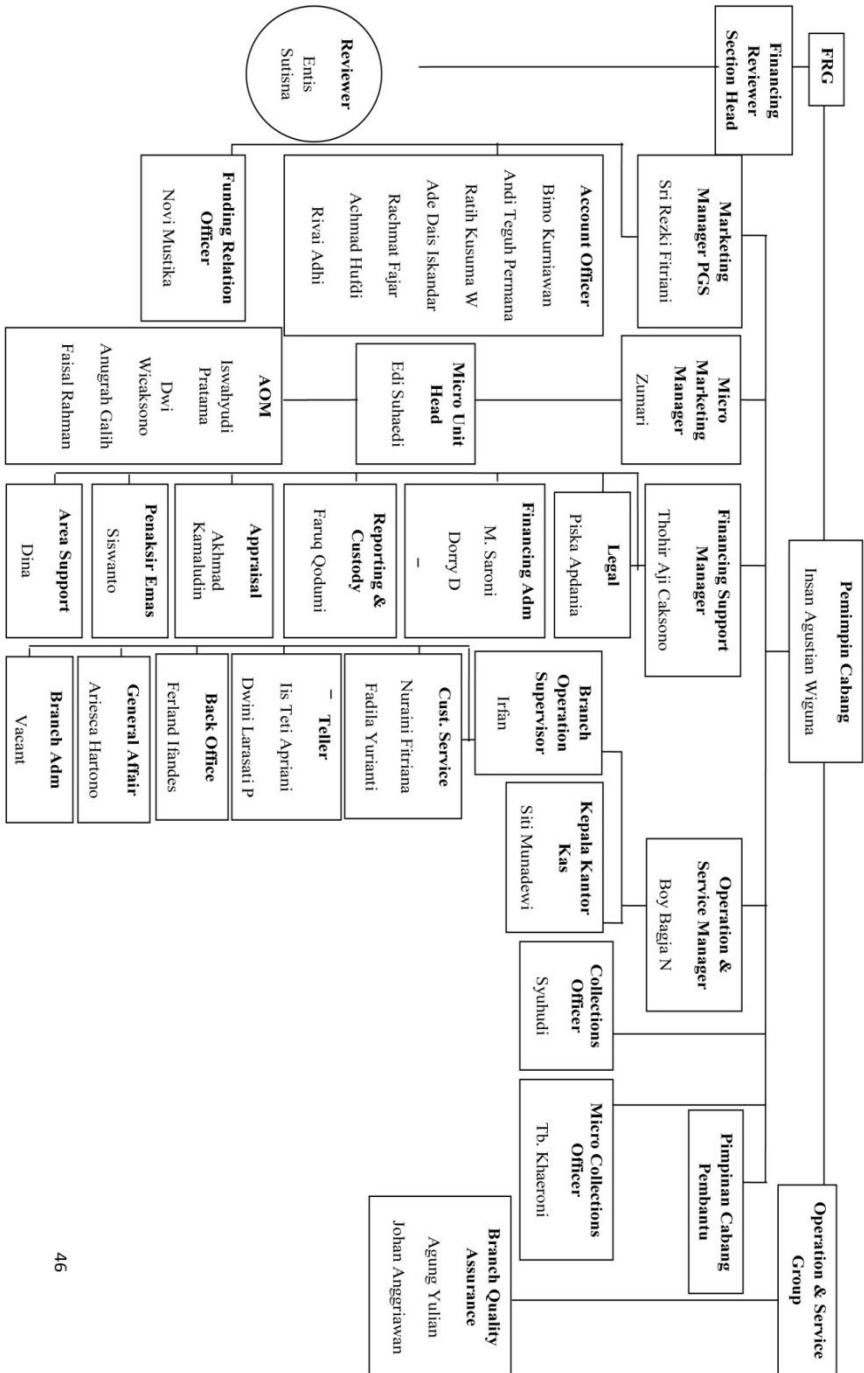 FRG
Pemimpin Cabang
Insan Agustian Wiguna
Operation & Service
Group
Financing
Reviewer
Section Head
Marketing
Manager PGS
Sri Rezki Fitriani
Micro
Marketing
Manager
Zumari
Financing Support
Manager
Thohir Aji Caksono
Operation &
Service Manager
Boy Bagja N
Pimpinan Cabang
Pembantu
Reviewer
Entis
Sutisna
Account Officer
Bimo Kurniawan
Andi Teguh Permana
Ratih Kusuma W
Ade Dais Iskandar
Rachmat Fajar
Achmad Hufdi
Rivai Adhi
Funding Relation
Officer
Novi Mustika
Micro Unit
Head
Edi Suhaedi
AOM
Iswahyudi
Pratama
Dwi
Wicaksono
Anugrah Galih
Faisal Rahman
Legal
Piska Apdania
Financing Adm
M. Saroni
Dorry D
–
Reporting &
Custody
Faruq Qodumi
Appraisal
Akhmad
Kamaludin
Penaksir Emas
Siswanto
Area Support
Dina
Branch
Operation
Supervisor
Irfan
Kepala Kantor
Kas
Siti Munadewi
Cust. Service
Nuraini Fitriana
Fadila Yurianti
– Teller
Iis Teti Apriani
Dwini Larasati P
Back Office
Ferland Ifandes
General Affair
Ariesca Hartono
Branch Adm
Vacant
Collections
Officer
Syuhudi
Micro Collections
Officer
Tb. Khaeroni
Branch Quality
Assurance
Agung Yulian
Johan Anggriawan
46